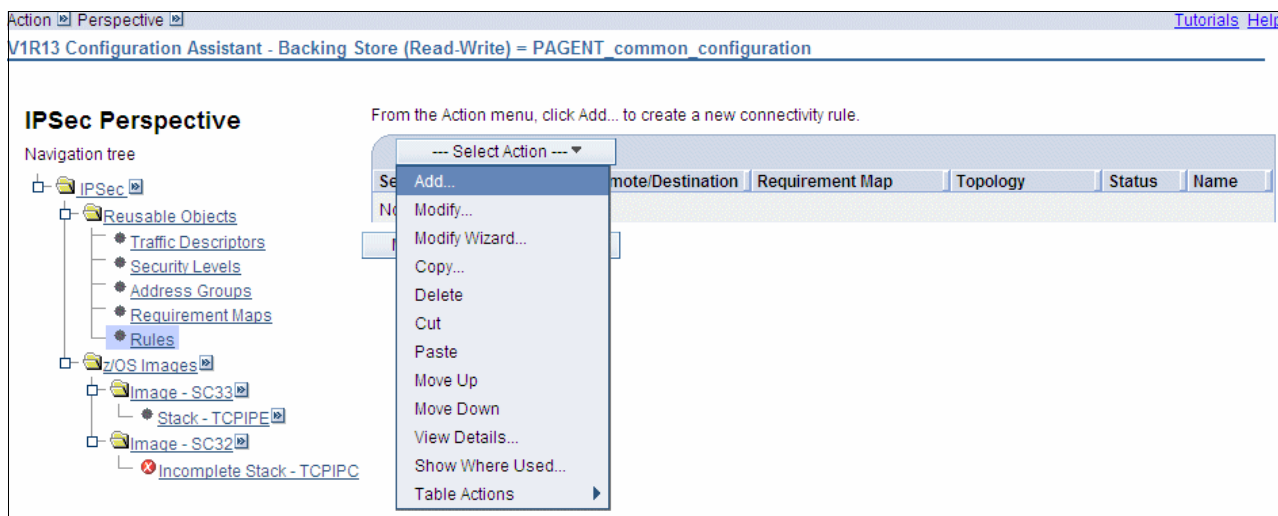 Action Perspective Tutorials Help
V1R13 Configuration Assistant - Backing Store (Read-Write) = PAGENT_common_configuration
IPSec Perspective
Navigation tree
IPSec
Reusable Objects
Traffic Descriptors
Security Levels
Address Groups
Requirement Maps
Rules
z/OS Images
Image - SC33
Stack - TCPIPE
Image - SC32
Incomplete Stack - TCPIPC
From the Action menu, click Add... to create a new connectivity rule.
--- Select Action ---
Se mote/Destination Requirement Map Topology Status Name
No
Add...
Modify...
Modify Wizard...
Copy...
Delete
Cut
Paste
Move Up
Move Down
View Details...
Show Where Used...
Table Actions